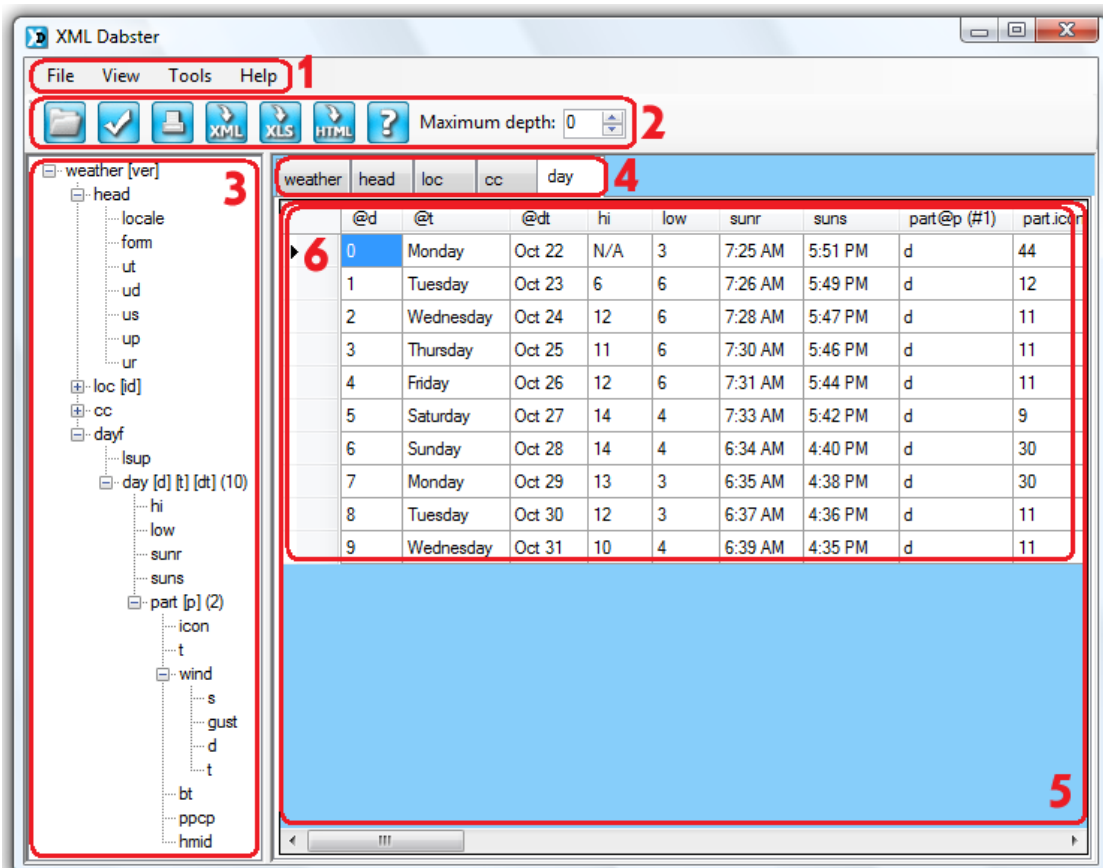 XML Dabster
File View Tools Help 1
XML XLS HTML ? Maximum depth: 0 2
weather [ver] 3
head
locale
form
ut
ud
us
up
ur
loc [id]
cc
dayf
lsup
day [d] [t] [dt] (10)
hi
low
sunr
suns
part [p] (2)
icon
t
wind
s
gust
d
t
bt
ppcp
hmid
weather head loc cc day 4
@d @t @dt hi low sunr suns part@p (#1) part.icon
6 0 Monday Oct 22 N/A 3 7:25 AM 5:51 PM d 44
1 Tuesday Oct 23 6 6 7:26 AM 5:49 PM d 12
2 Wednesday Oct 24 12 6 7:28 AM 5:47 PM d 11
3 Thursday Oct 25 11 6 7:30 AM 5:46 PM d 11
4 Friday Oct 26 12 6 7:31 AM 5:44 PM d 11
5 Saturday Oct 27 14 4 7:33 AM 5:42 PM d 9
6 Sunday Oct 28 14 4 6:34 AM 4:40 PM d 30
7 Monday Oct 29 13 3 6:35 AM 4:38 PM d 30
8 Tuesday Oct 30 12 3 6:37 AM 4:36 PM d 11
9 Wednesday Oct 31 10 4 6:39 AM 4:35 PM d 11
5